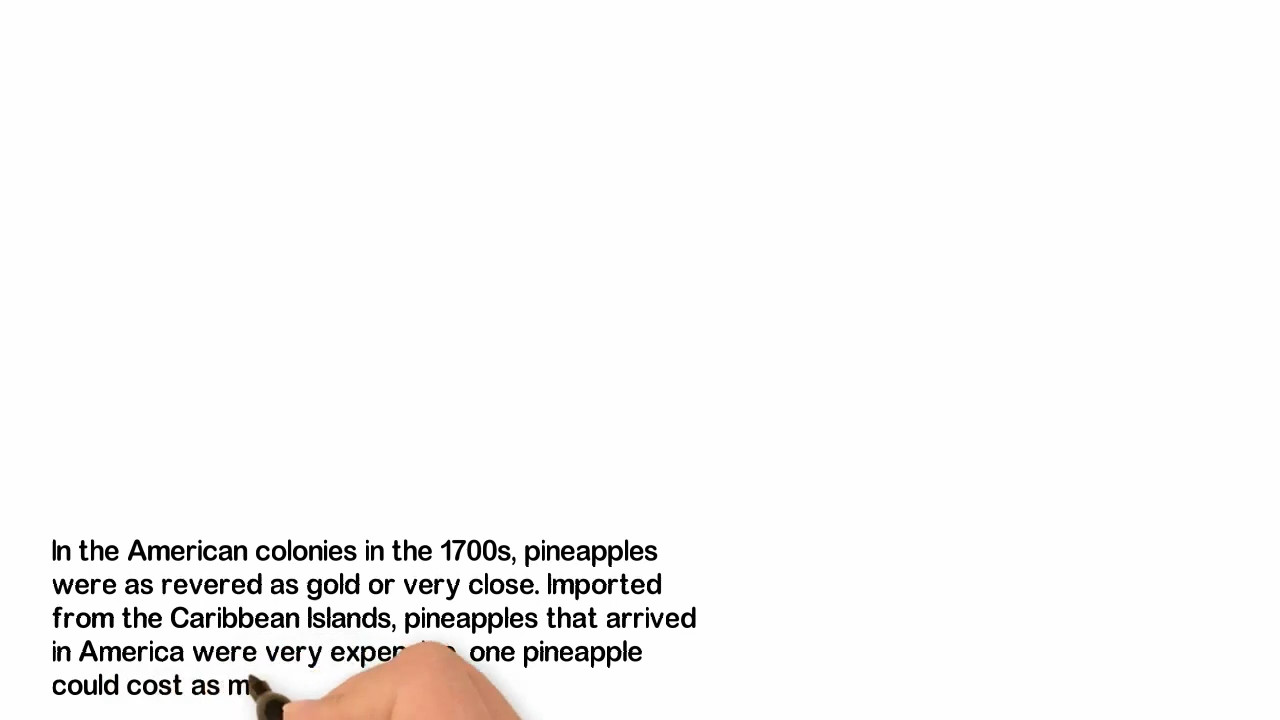 In the American colonies in the 1700s, pineapples
were as revered as gold or very close. Imported
from the Caribbean Islands, pineapples that arrived
in America were very one pineapple
could cost as